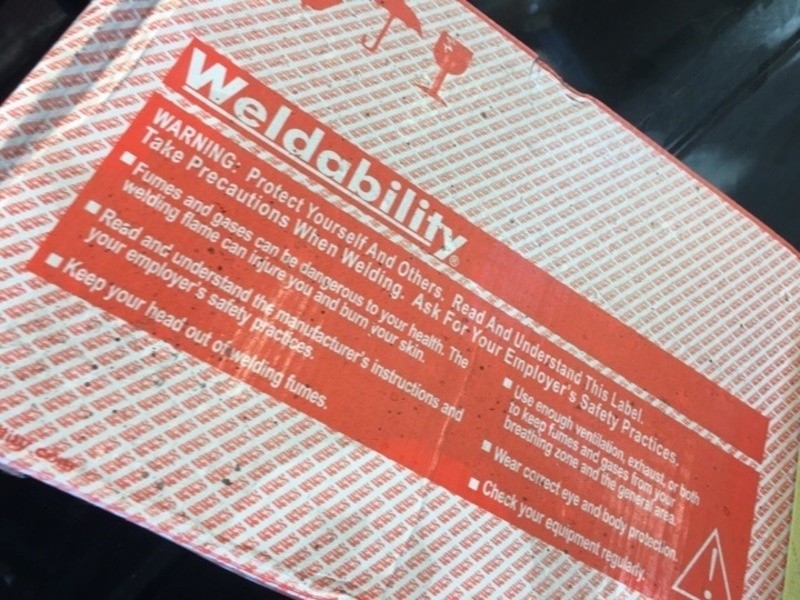 Weldability®
WARNING: Protect Yourself And Others. Read And Understand This Label.
Take Precautions When Welding. Ask For Your Employer's Safety Practices.
■ Fumes and gases can be dangerous to your health. The
welding flame can injure you and burn your skin.
■ Read and understand the manufacturer's instructions and
your employer's safety practices.
■ Keep your head out of welding fumes.
■ Use enough ventilation, exhaust, or both
to keep fumes and gases from your
breathing zone and the general area.
■ Wear correct eye and body protection.
■ Check your equipment regularly.
!